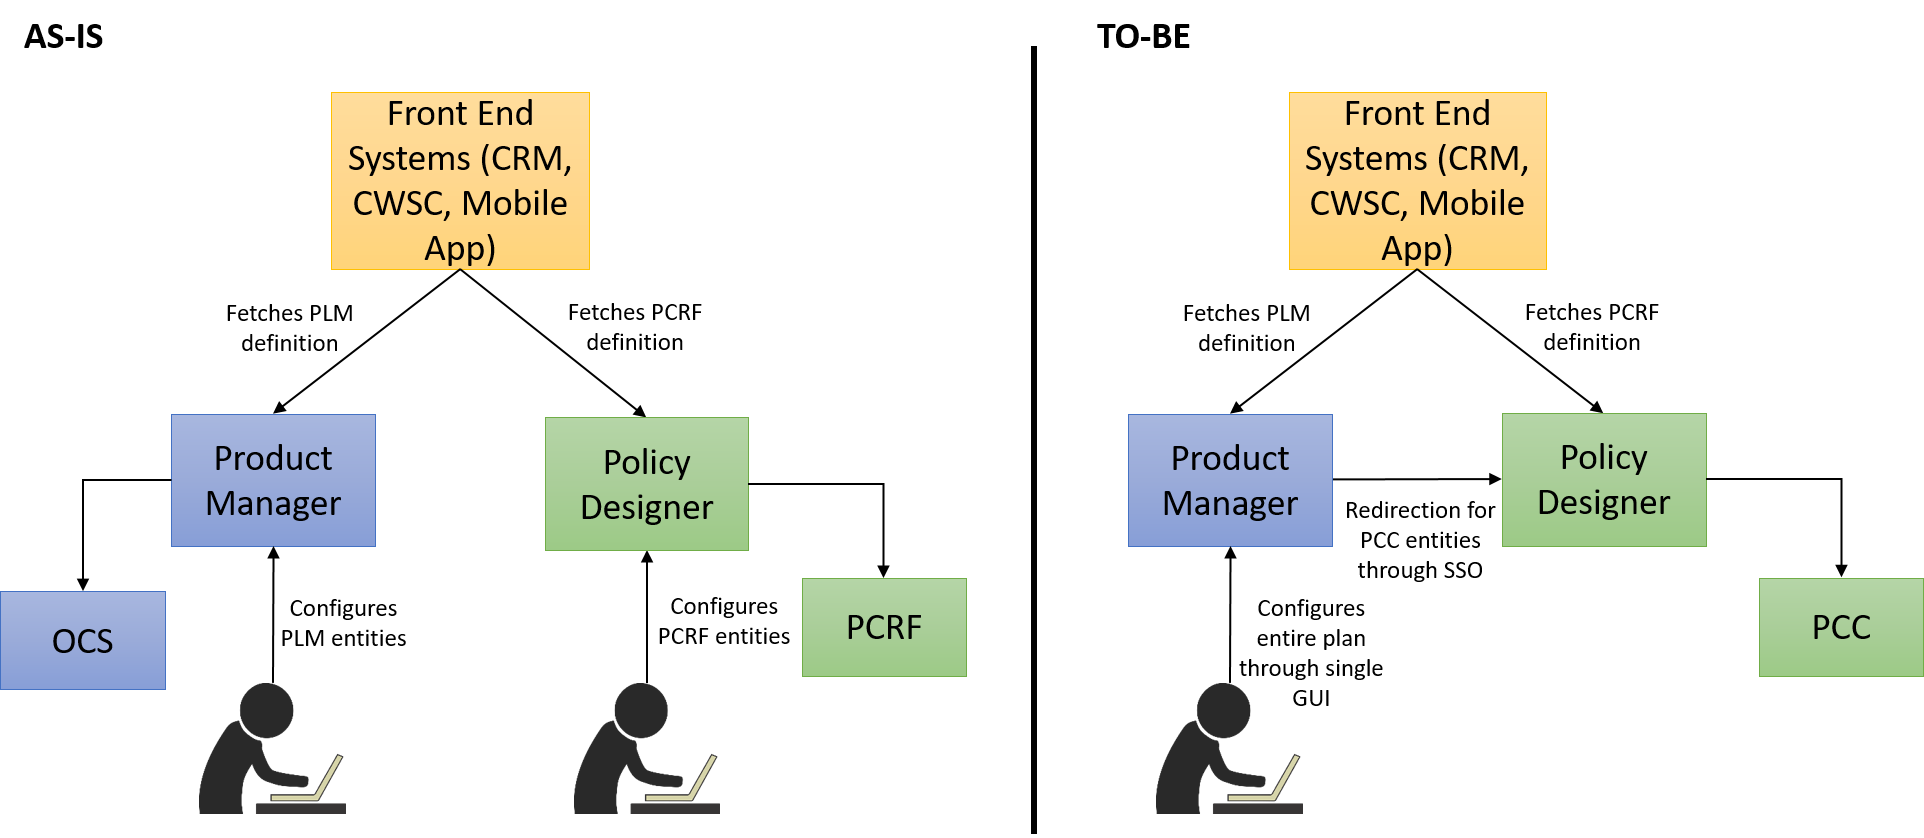 AS-IS
Front End
Systems (CRM,
CWSC, Mobile
App)
Fetches PLM
definition
Fetches PCRF
definition
Product
Manager
Policy
Designer
OCS
Configures
PLM entities
Configures
PCRF entities
PCRF
TO-BE
Front End
Systems (CRM,
CWSC, Mobile
App)
Fetches PLM
definition
Fetches PCRF
definition
Product
Manager
Redirection for
PCC entities
through SSO
Policy
Designer
Configures
entire plan
through single
GUI
PCC